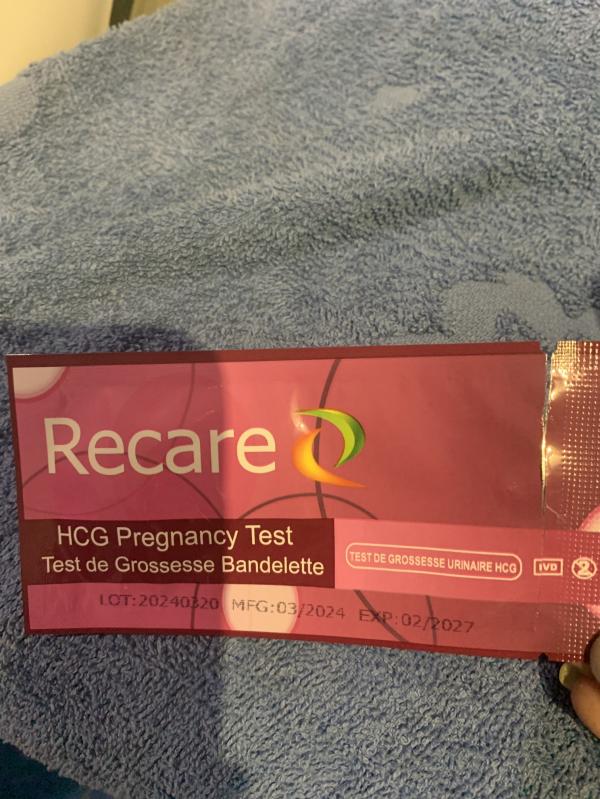 Recare
HCG Pregnancy Test
Test de Grossesse Bandelette
TEST DE GROSSESSE URINAIRE HCG
IVD
2
LOT:20240320 MFG:03/2024 EXP:02/2027